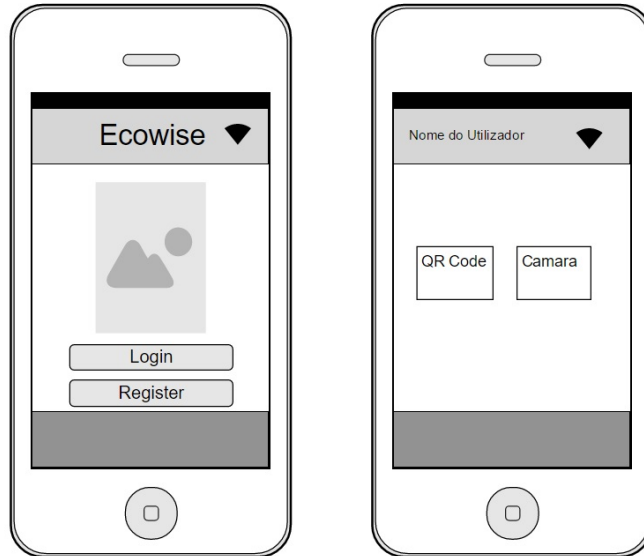 Ecowise
Login
Register
Nome do Utilizador
QR Code
Camara